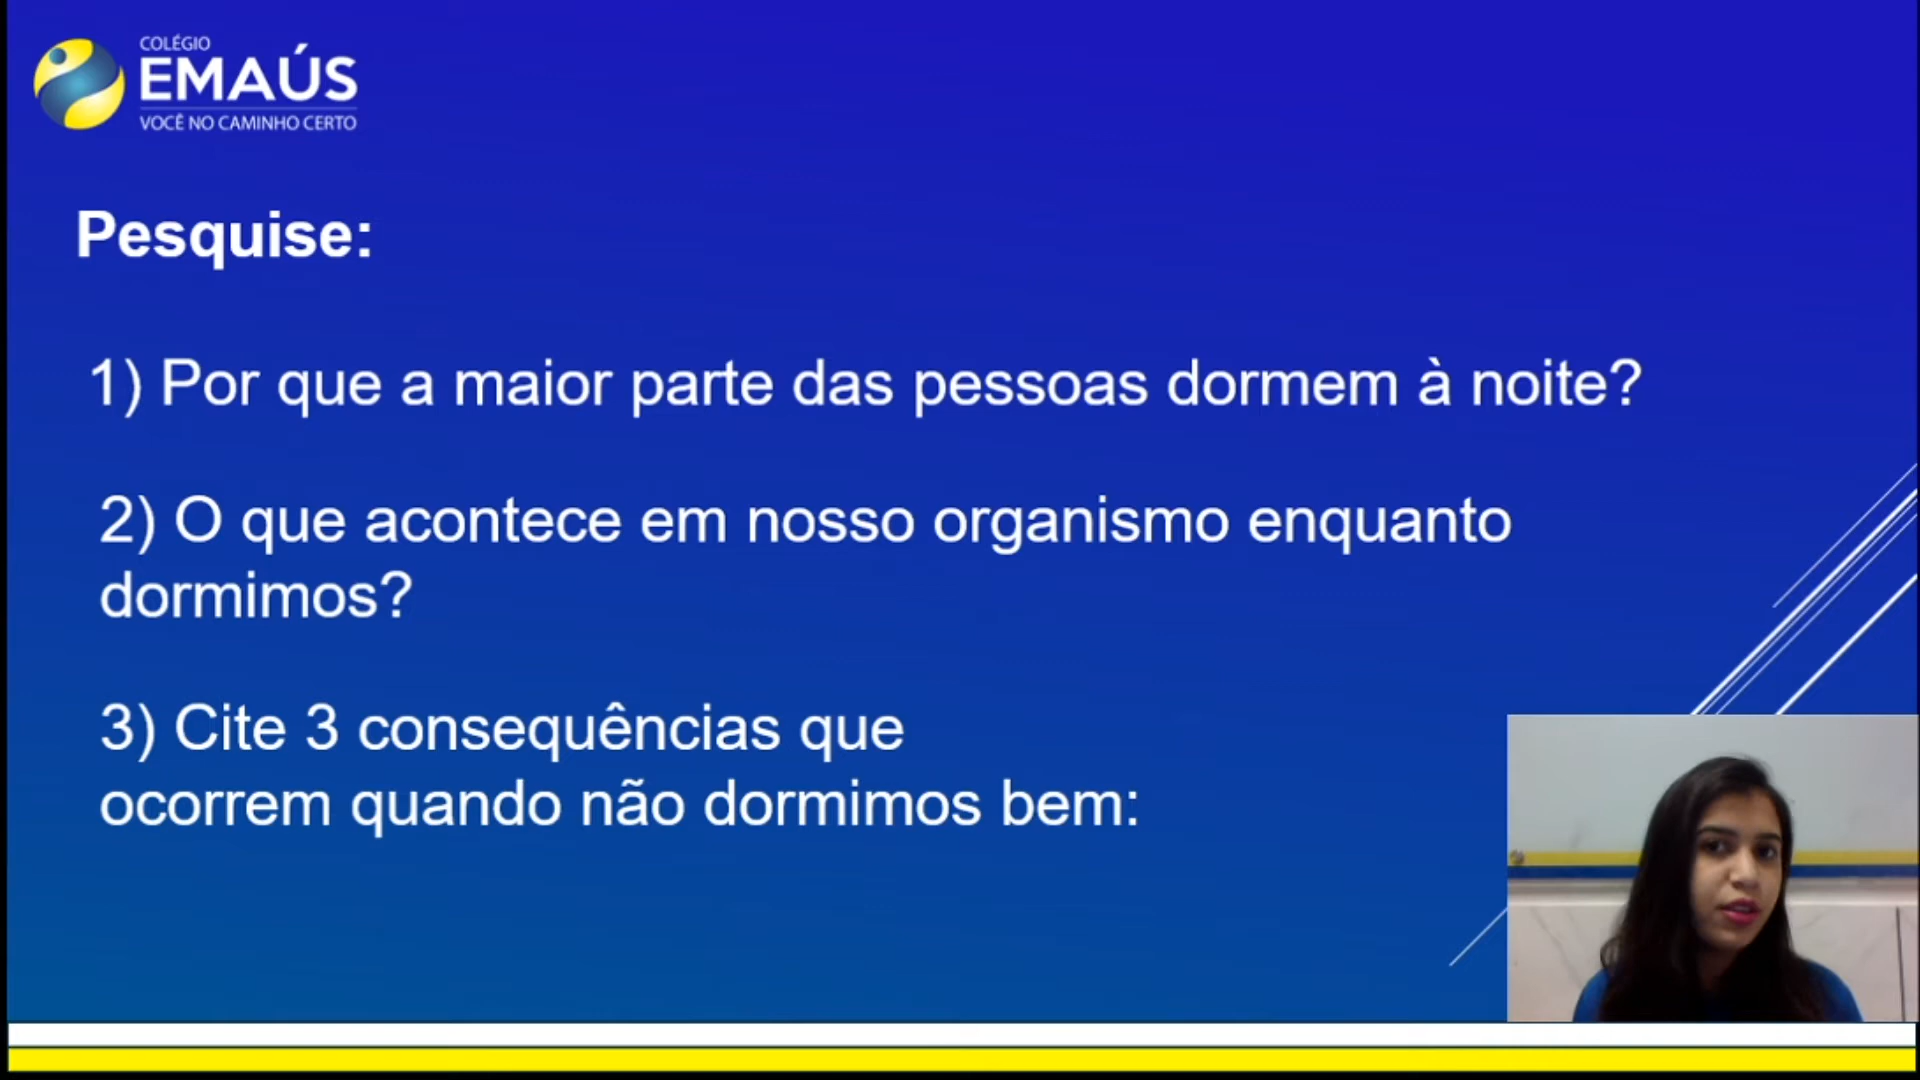 COLÉGIO
EMAÚS
VOCÊ NO CAMINHO CERTO
Pesquise:
1) Por que a maior parte das pessoas dormem à noite?
2) O que acontece em nosso organismo enquanto
dormimos?
3) Cite 3 consequências que
ocorrem quando não dormimos bem: